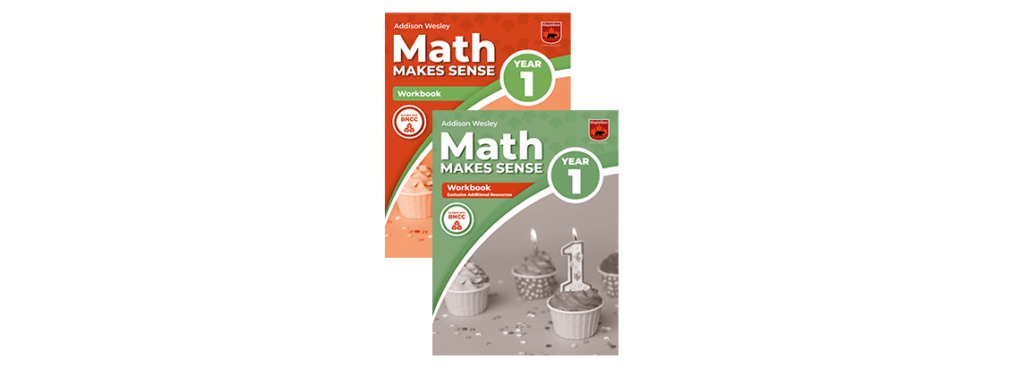 Addison Wesley
Math
MAKES SENSE
YEAR
1
Workbook
BNCC
Addison Wesley
Math
MAKES SENSE
YEAR
1
Workbook
Exclusive Additional Resources
BNCC
1